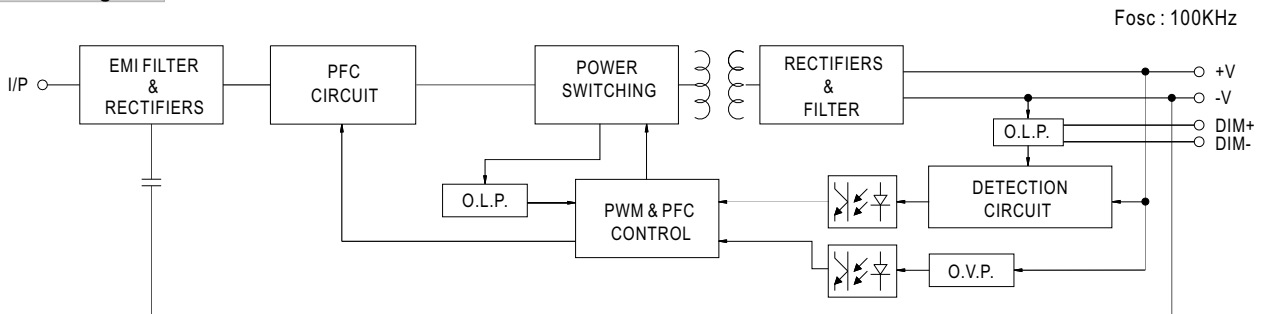 Fosc : 100KHz
I/P
EMI FILTER
&
RECTIFIERS
PFC
CIRCUIT
POWER
SWITCHING
RECTIFIERS
&
FILTER
+V
-V
DIM+
DIM-
O.L.P.
O.L.P.
PWM & PFC
CONTROL
DETECTION
CIRCUIT
O.V.P.